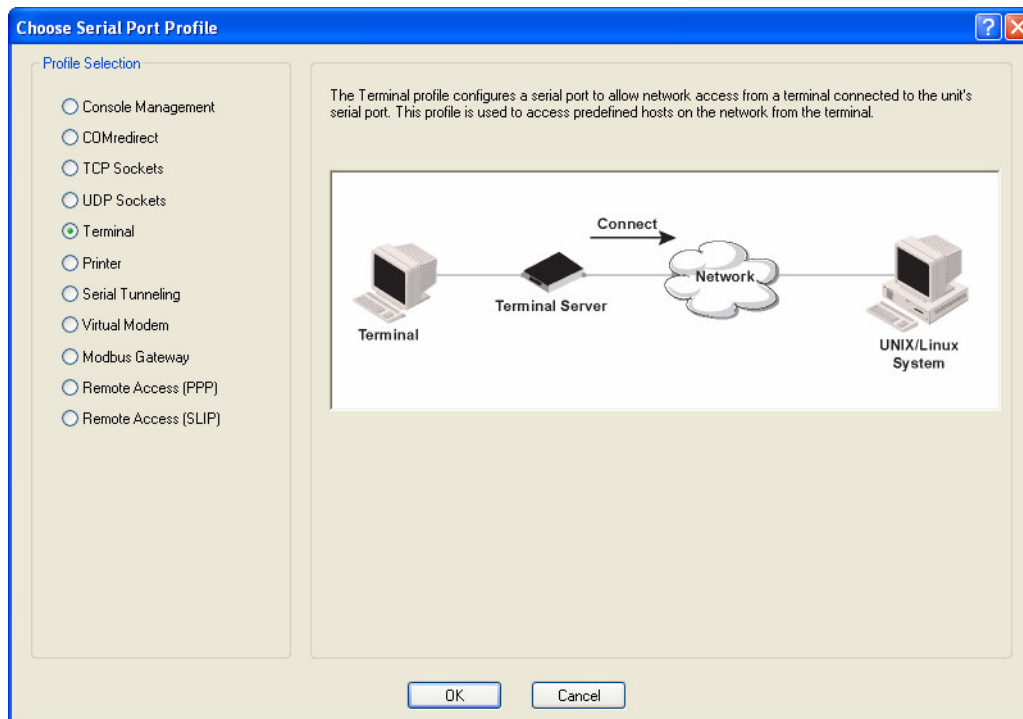 Choose Serial Port Profile
Profile Selection
Console Management
COMredirect
TCP Sockets
UDP Sockets
Terminal
Printer
Serial Tunneling
Virtual Modem
Modbus Gateway
Remote Access (PPP)
Remote Access (SLIP)
The Terminal profile configures a serial port to allow network access from a terminal connected to the unit's
serial port. This profile is used to access predefined hosts on the network from the terminal.
Connect
Network
Terminal Server
Terminal
UNIX/Linux
System
OK
Cancel